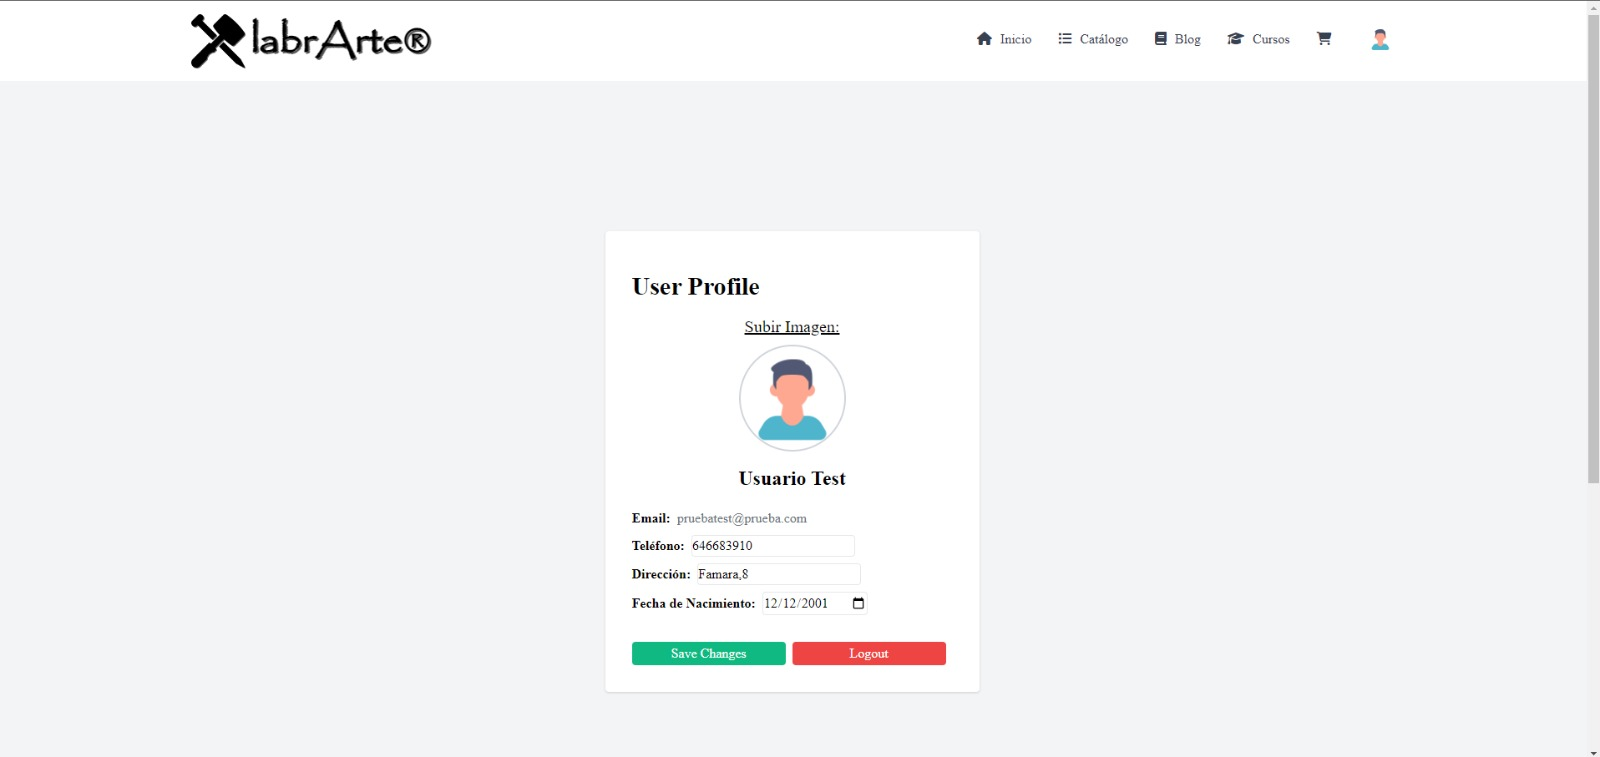 labrArte®
Inicio
Catálogo
Blog
Cursos
User Profile
Subir Imagen:
Usuario Test
Email: pruebatest@prueba.com
Teléfono: 646683910
Dirección: Famara,8
Fecha de Nacimiento: 12/12/2001
Save Changes
Logout